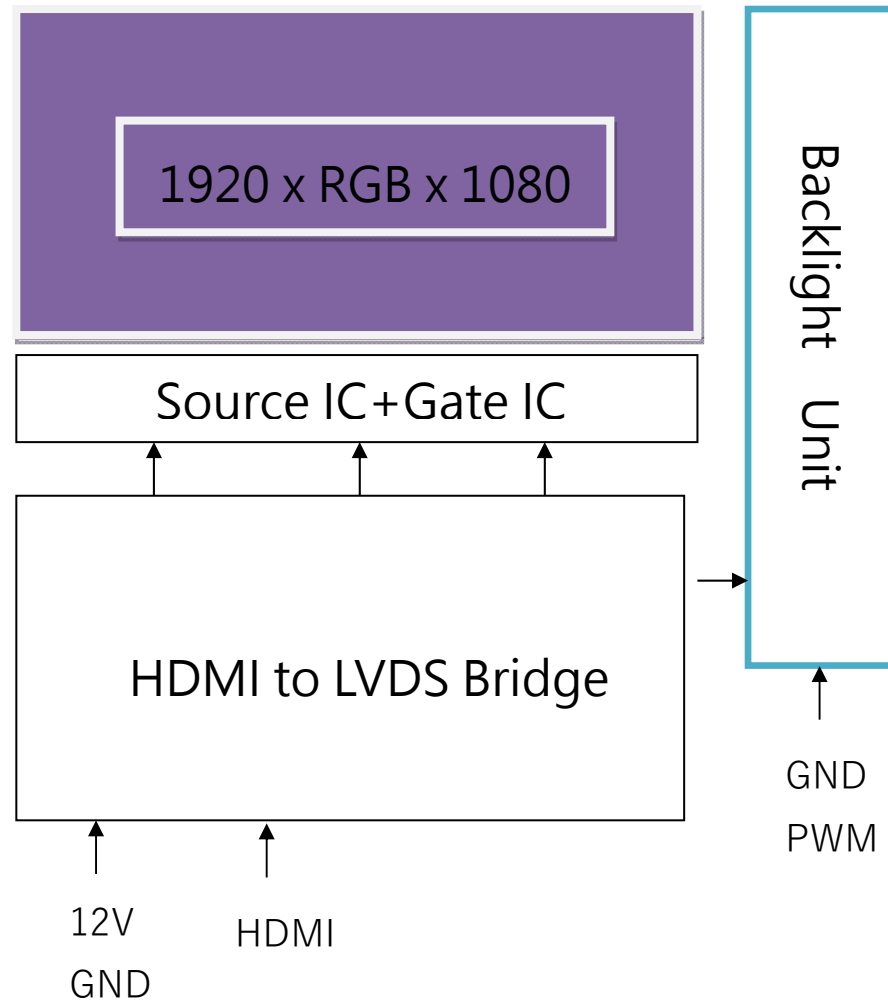 1920 x RGB x 1080
Source IC+Gate IC
HDMI to LVDS Bridge
Backlight Unit
12V
GND
HDMI
GND
PWM